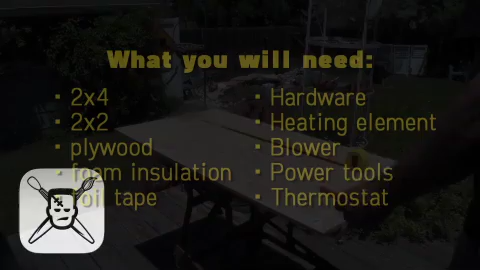 What you will need:
· 2x4
· 2x2
· plywood
· foam insulation
· foil tape
· Hardware
· Heating element
· Blower
· Power tools
· Thermostat